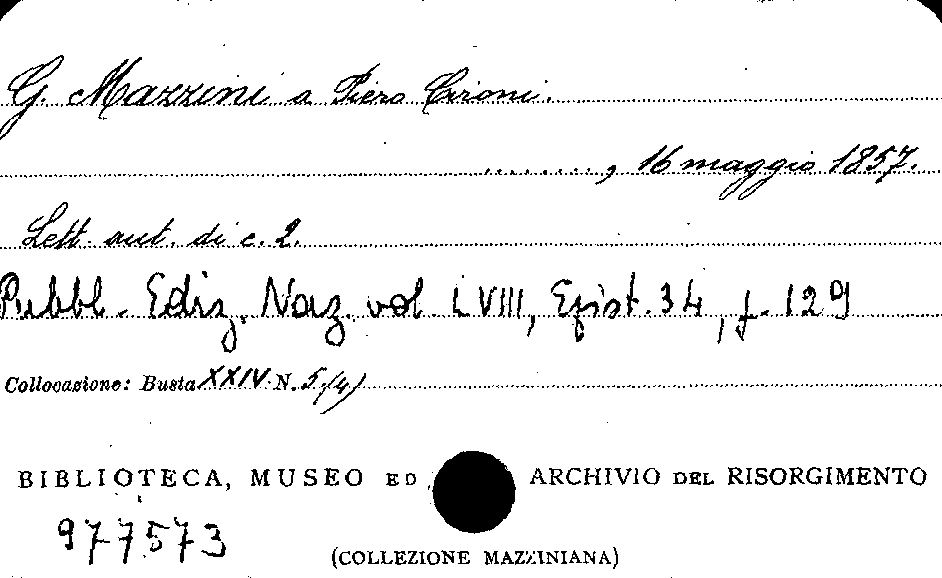 G. Mazzini a Piero Cironi.
........., 16 maggio 1857.
Lett. aut. di c. 2.
Pubbl. Ediz. Naz. vol. LVIII, Epist. 34, p. 129
Collocazione: Busta XXIV N. 5/(4)
BIBLIOTECA, MUSEO ED ARCHIVIO DEL RISORGIMENTO
977573
(COLLEZIONE MAZZINIANA)